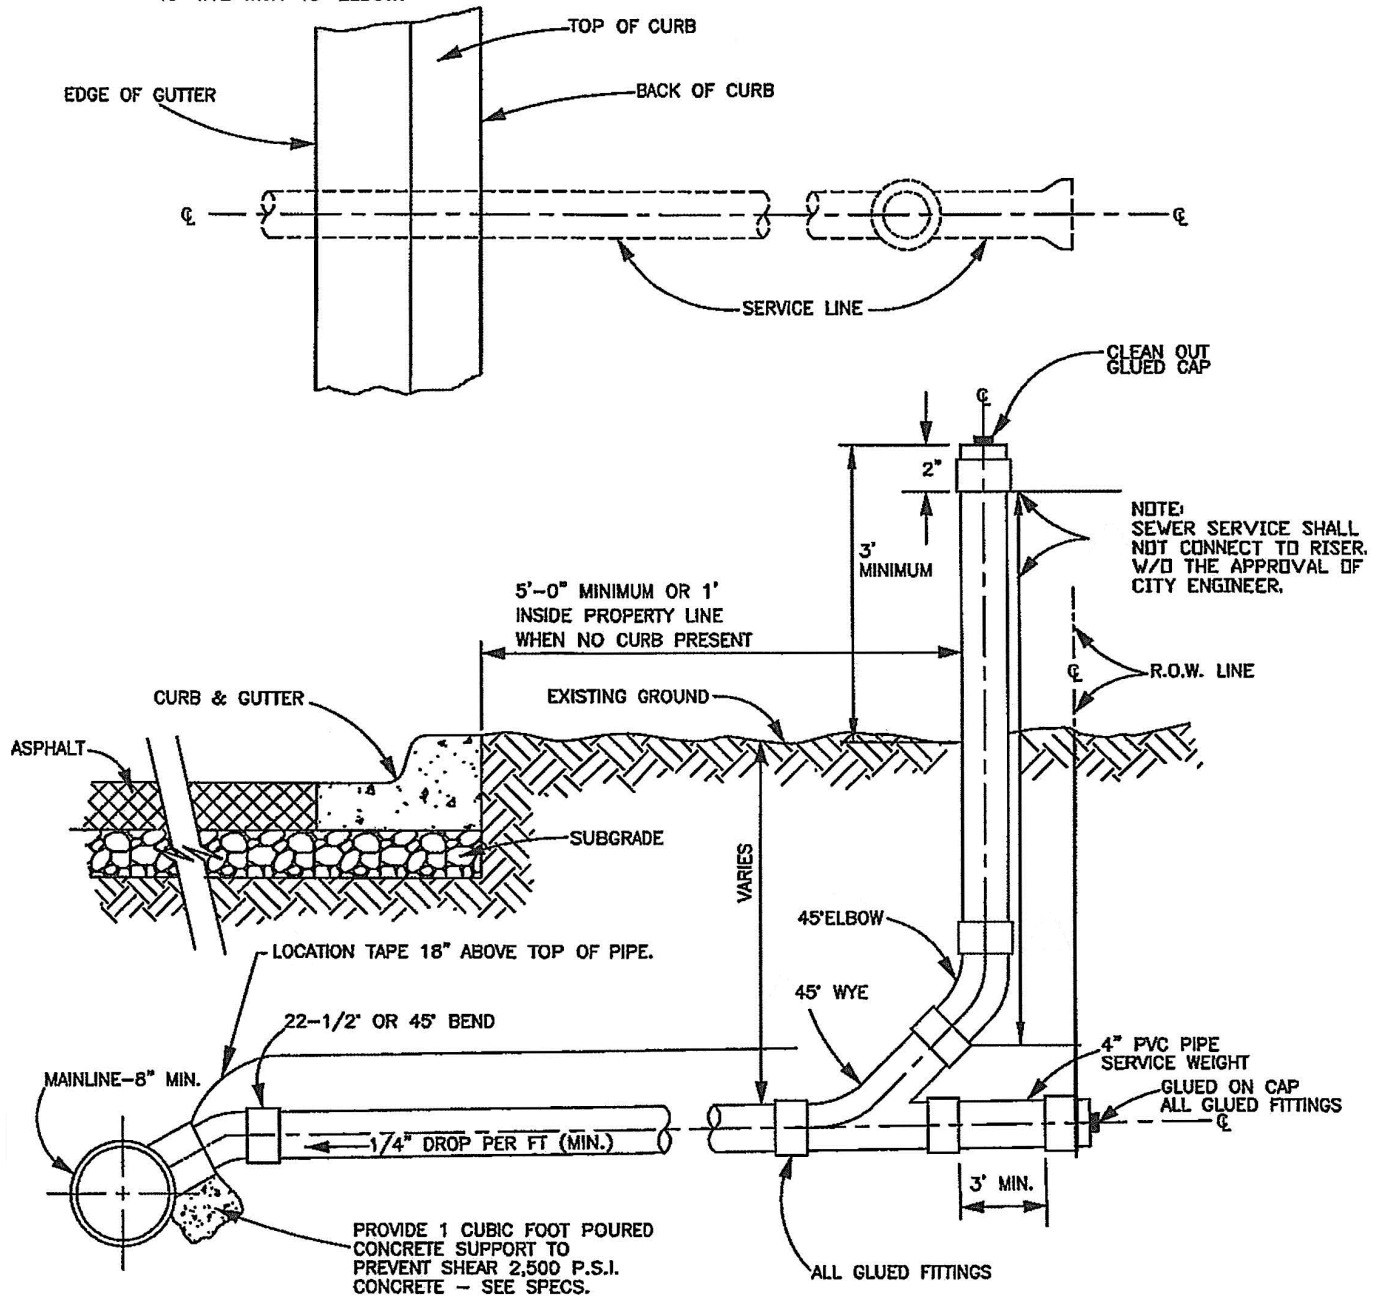 TOP OF CURB
EDGE OF GUTTER
BACK OF CURB
℄
℄
SERVICE LINE
CLEAN OUT
GLUED CAP
℄
2"
3'
MINIMUM
NOTE:
SEWER SERVICE SHALL
NOT CONNECT TO RISER.
W/O THE APPROVAL OF
CITY ENGINEER.
5'-0" MINIMUM OR 1'
INSIDE PROPERTY LINE
WHEN NO CURB PRESENT
℄
R.O.W. LINE
CURB & GUTTER
EXISTING GROUND
ASPHALT
SUBGRADE
VARIES
45°ELBOW
LOCATION TAPE 18" ABOVE TOP OF PIPE.
45° WYE
22-1/2° OR 45° BEND
4" PVC PIPE
SERVICE WEIGHT
MAINLINE-8" MIN.
GLUED ON CAP
ALL GLUED FITTINGS
℄
1/4" DROP PER FT (MIN.)
3' MIN.
PROVIDE 1 CUBIC FOOT POURED
CONCRETE SUPPORT TO
PREVENT SHEAR 2,500 P.S.I.
CONCRETE - SEE SPECS.
ALL GLUED FITTINGS